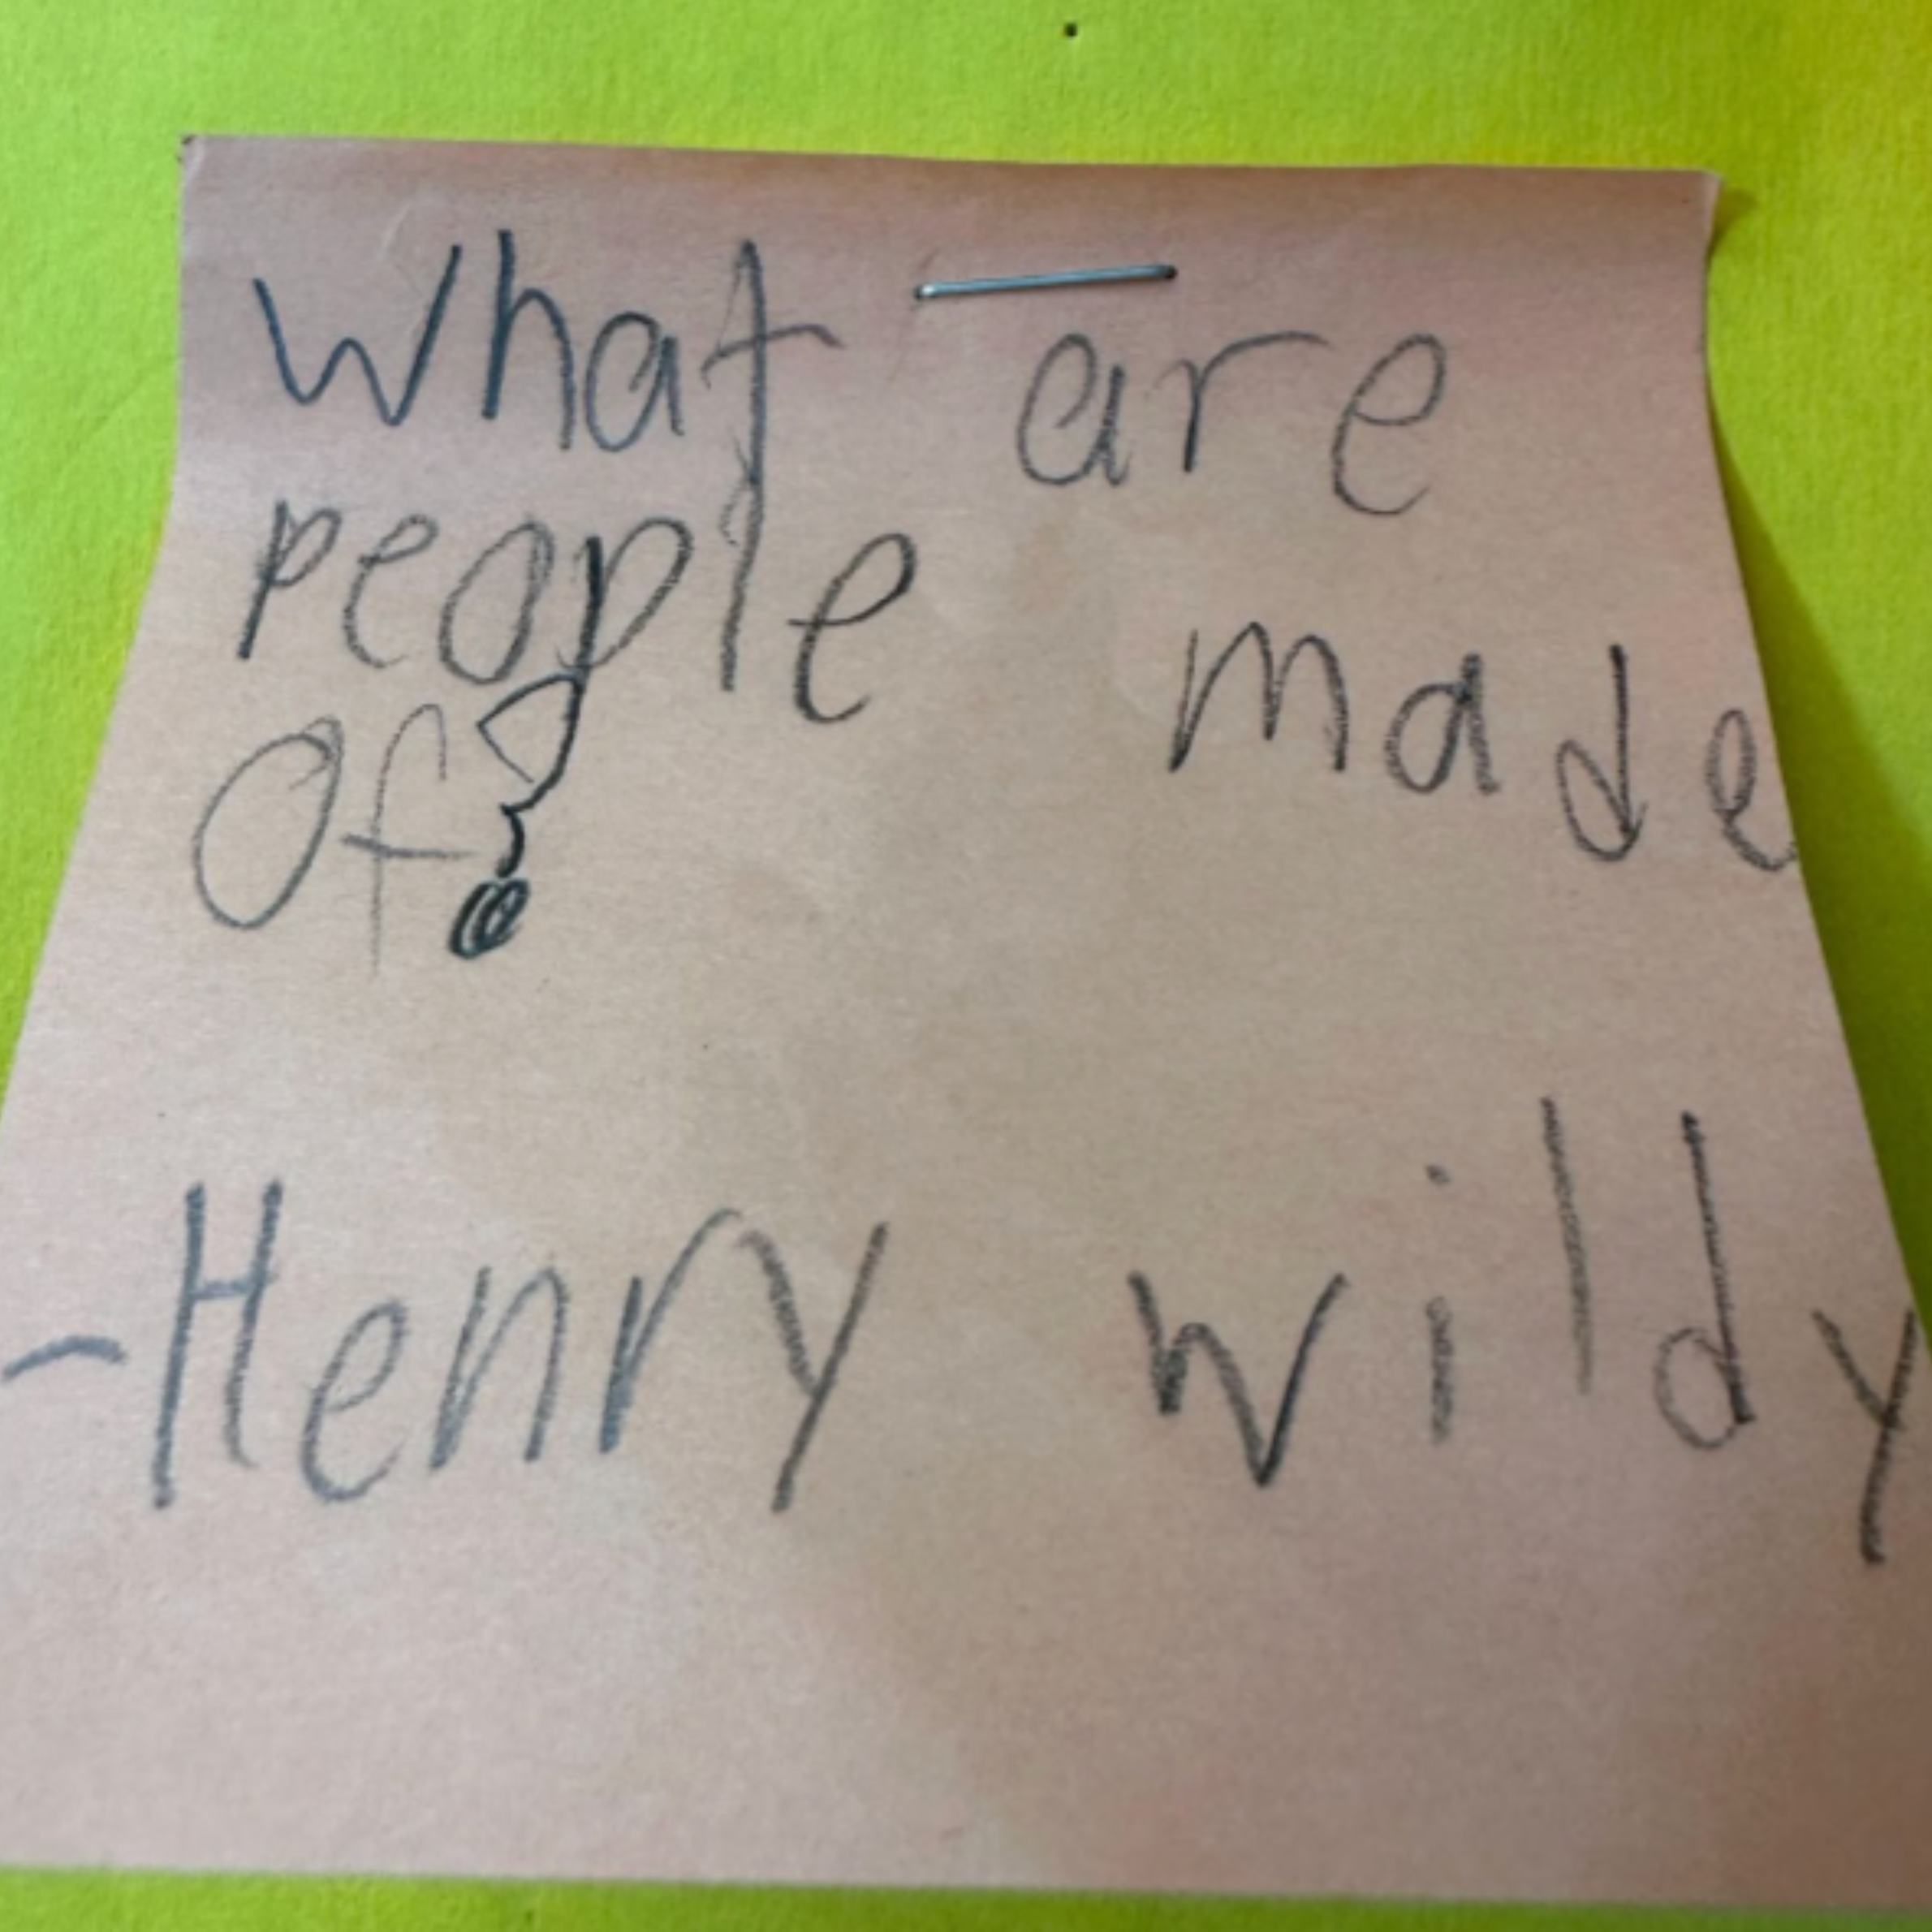 what are
people made
of?
-Henry wildy